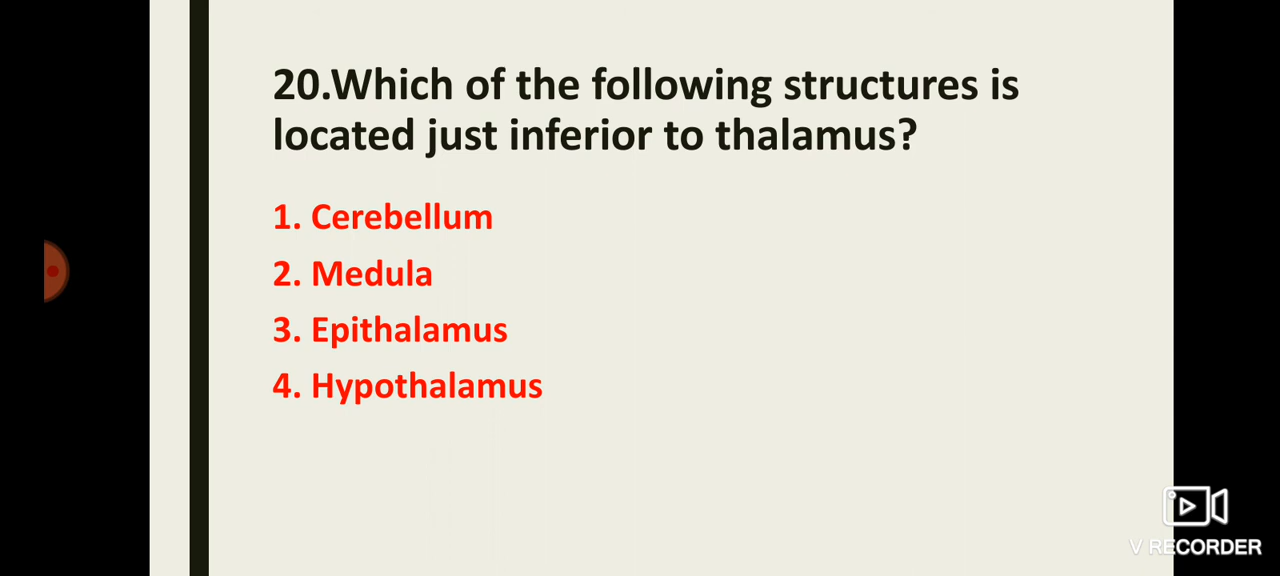 20.Which of the following structures is
located just inferior to thalamus?
1. Cerebellum
2. Medula
3. Epithalamus
4. Hypothalamus
V RECORDER